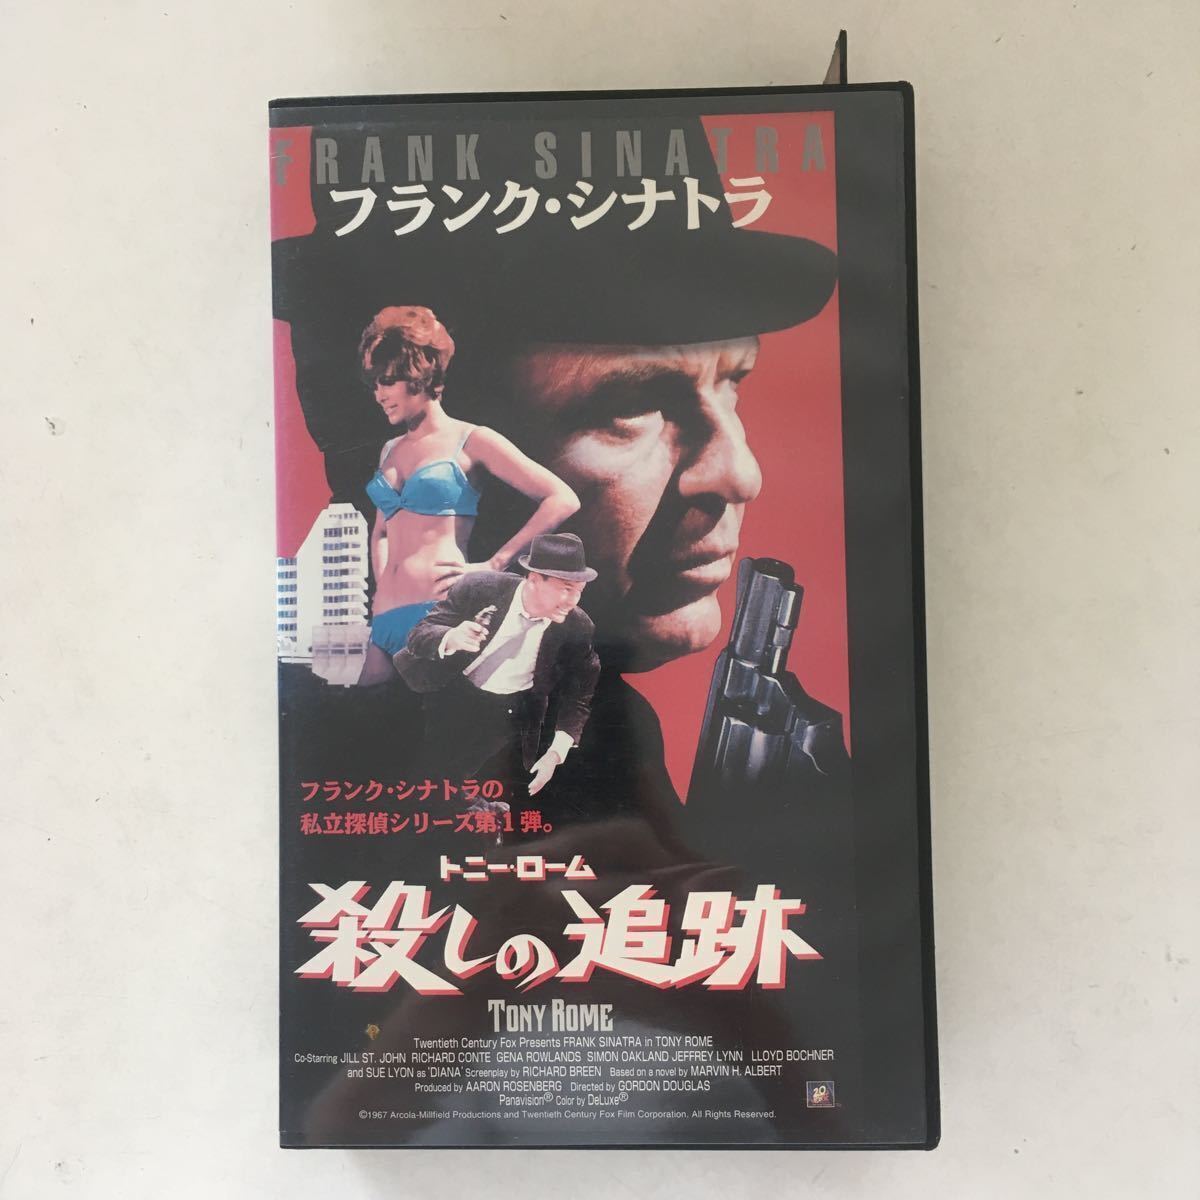 FRANK SINATRA
フランク・シナトラ
フランク・シナトラの
私立探偵シリーズ第1弾。
トニー・ローム
殺しの追跡
TONY ROME
Twentieth Century Fox Presents FRANK SINATRA in TONY ROME
Co-Starring JILL ST. JOHN RICHARD CONTE GENA ROWLANDS SIMON OAKLAND JEFFREY LYNN LLOYD BOCHNER
and SUE LYON as 'DIANA' Screenplay by RICHARD BREEN Based on a novel by MARVIN H. ALBERT
Produced by AARON ROSENBERG Directed by GORDON DOUGLAS
Panavision® Color by DeLuxe®
©1967 Arcola-Millfield Productions and Twentieth Century Fox Film Corporation. All Rights Reserved.